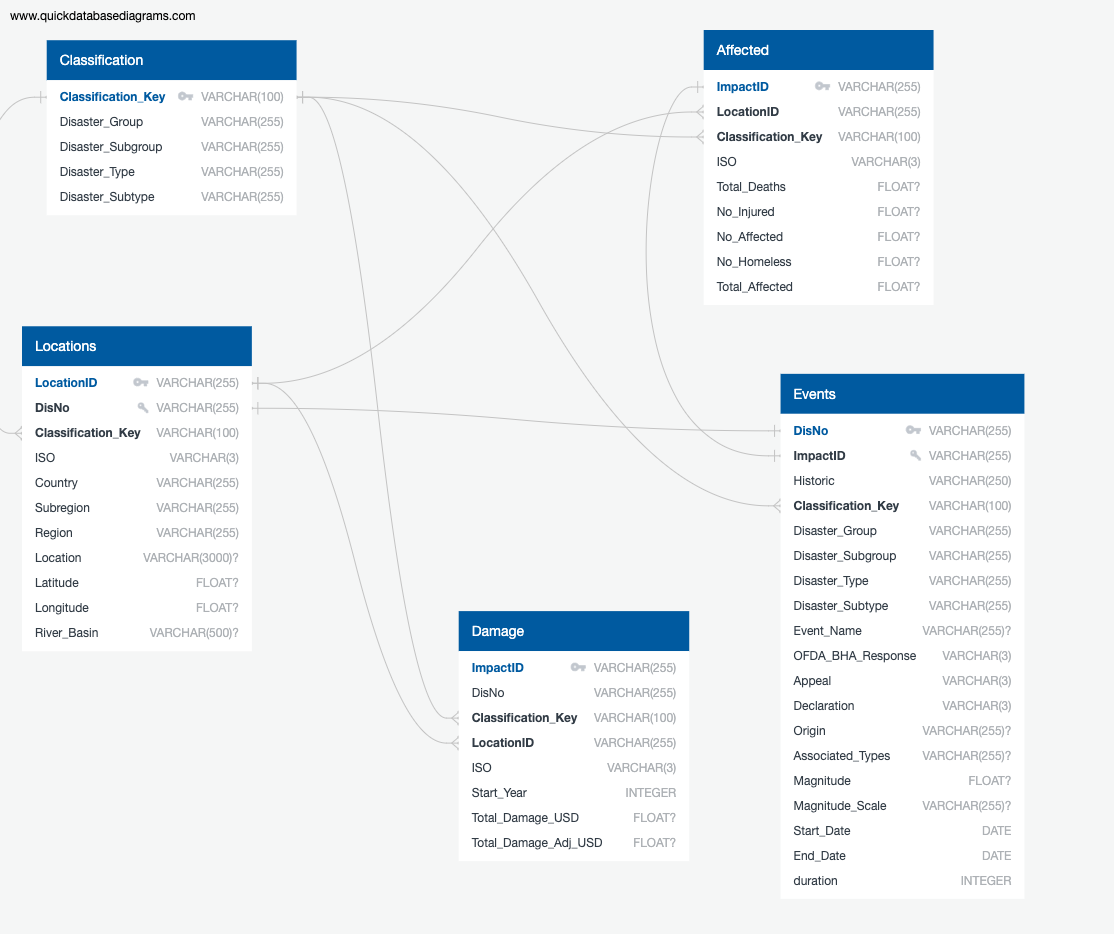 www.quickdatabasediagrams.com
Classification
Classification_Key VARCHAR(100)
Disaster_Group VARCHAR(255)
Disaster_Subgroup VARCHAR(255)
Disaster_Type VARCHAR(255)
Disaster_Subtype VARCHAR(255)
Affected
ImpactID VARCHAR(255)
LocationID VARCHAR(255)
Classification_Key VARCHAR(100)
ISO VARCHAR(3)
Total_Deaths FLOAT?
No_Injured FLOAT?
No_Affected FLOAT?
No_Homeless FLOAT?
Total_Affected FLOAT?
Locations
LocationID VARCHAR(255)
DisNo VARCHAR(255)
Classification_Key VARCHAR(100)
ISO VARCHAR(3)
Country VARCHAR(255)
Subregion VARCHAR(255)
Region VARCHAR(255)
Location VARCHAR(3000)?
Latitude FLOAT?
Longitude FLOAT?
River_Basin VARCHAR(500)?
Events
DisNo VARCHAR(255)
ImpactID VARCHAR(255)
Historic VARCHAR(250)
Classification_Key VARCHAR(100)
Disaster_Group VARCHAR(255)
Disaster_Subgroup VARCHAR(255)
Disaster_Type VARCHAR(255)
Disaster_Subtype VARCHAR(255)
Event_Name VARCHAR(255)?
OFDA_BHA_Response VARCHAR(3)
Appeal VARCHAR(3)
Declaration VARCHAR(3)
Origin VARCHAR(255)?
Associated_Types VARCHAR(255)?
Magnitude FLOAT?
Magnitude_Scale VARCHAR(255)?
Start_Date DATE
End_Date DATE
duration INTEGER
Damage
ImpactID VARCHAR(255)
DisNo VARCHAR(255)
Classification_Key VARCHAR(100)
LocationID VARCHAR(255)
ISO VARCHAR(3)
Start_Year INTEGER
Total_Damage_USD FLOAT?
Total_Damage_Adj_USD FLOAT?